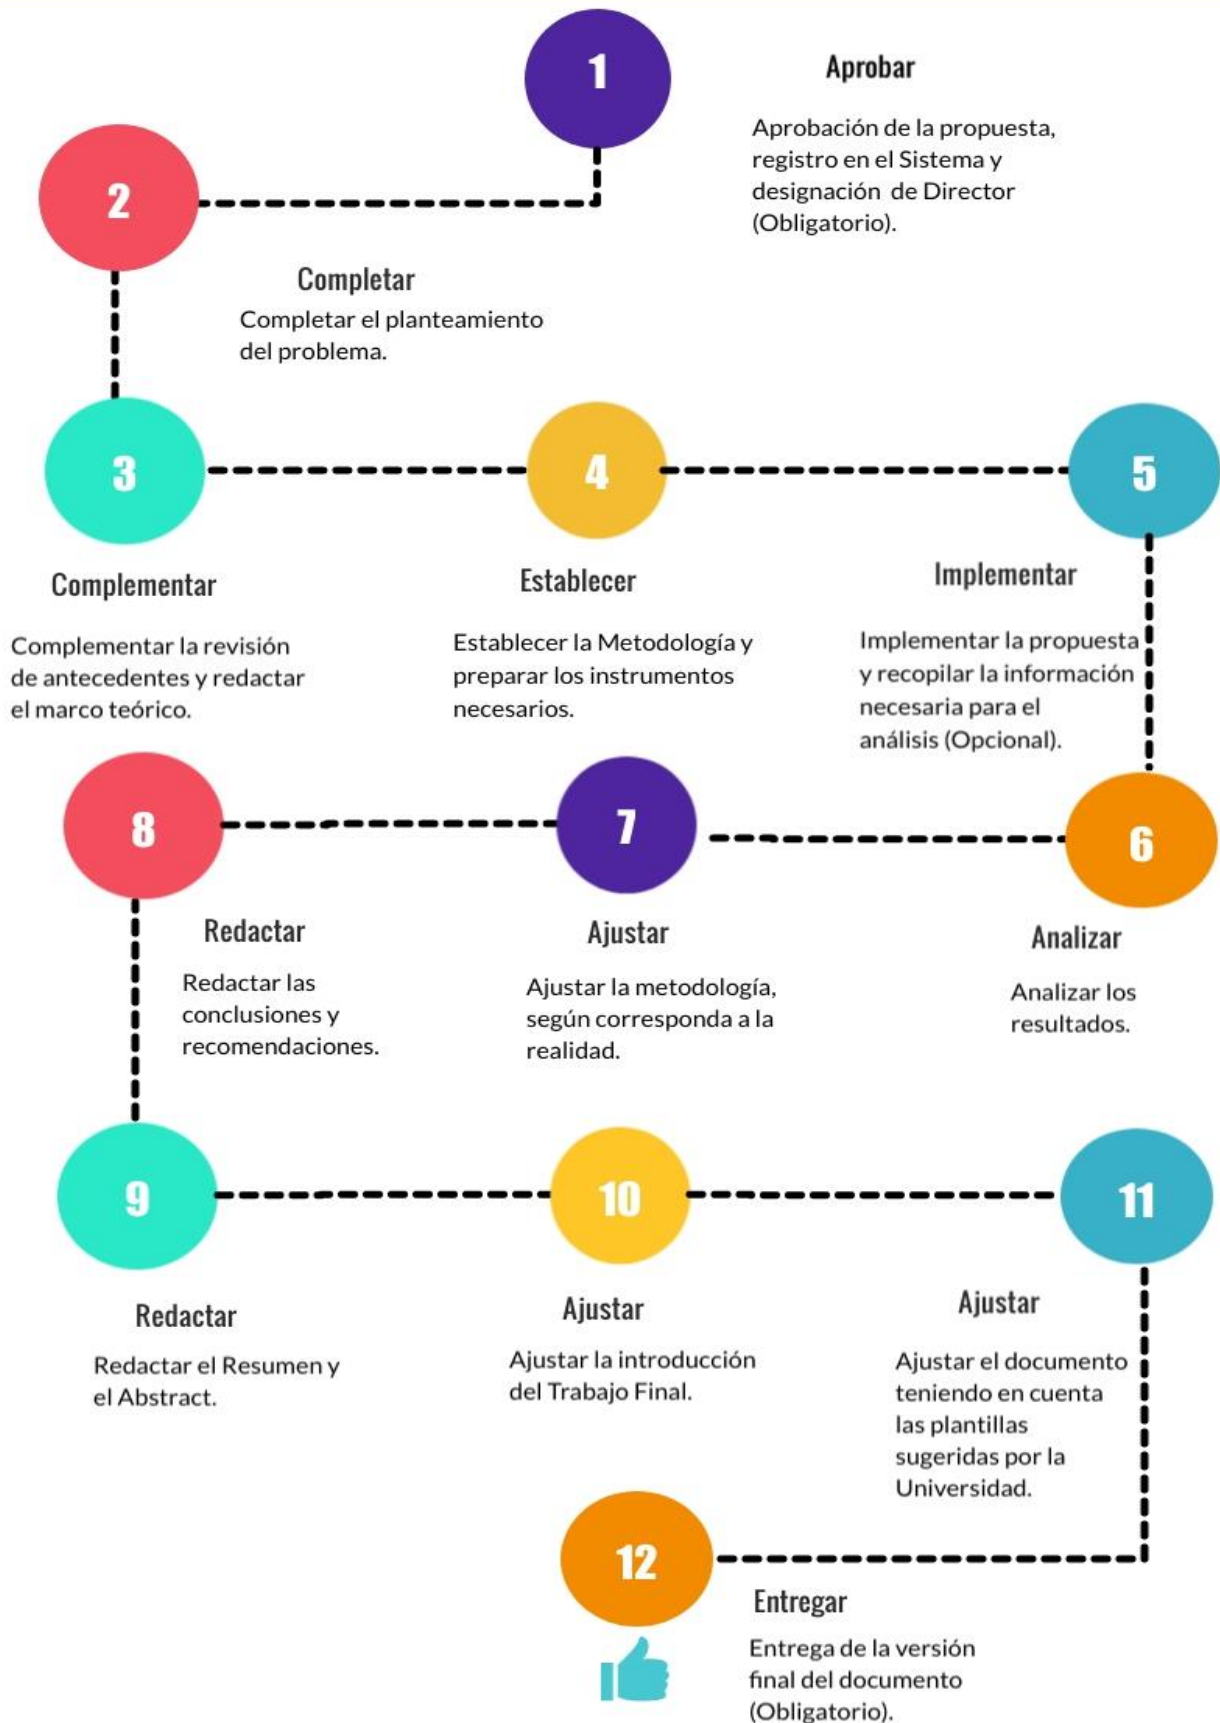 1
Aprobar
Aprobación de la propuesta,
registro en el Sistema y
designación de Director
(Obligatorio).
2
Completar
Completar el planteamiento
del problema.
3
Complementar
Complementar la revisión
de antecedentes y redactar
el marco teórico.
4
Establecer
Establecer la Metodología y
preparar los instrumentos
necesarios.
5
Implementar
Implementar la propuesta
y recopilar la información
necesaria para el
análisis (Opcional).
6
Analizar
Analizar los
resultados.
7
Ajustar
Ajustar la metodología,
según corresponda a la
realidad.
8
Redactar
Redactar las
conclusiones y
recomendaciones.
9
Redactar
Redactar el Resumen y
el Abstract.
10
Ajustar
Ajustar la introducción
del Trabajo Final.
11
Ajustar
Ajustar el documento
teniendo en cuenta
las plantillas
sugeridas por la
Universidad.
12
Entregar
Entrega de la versión
final del documento
(Obligatorio).